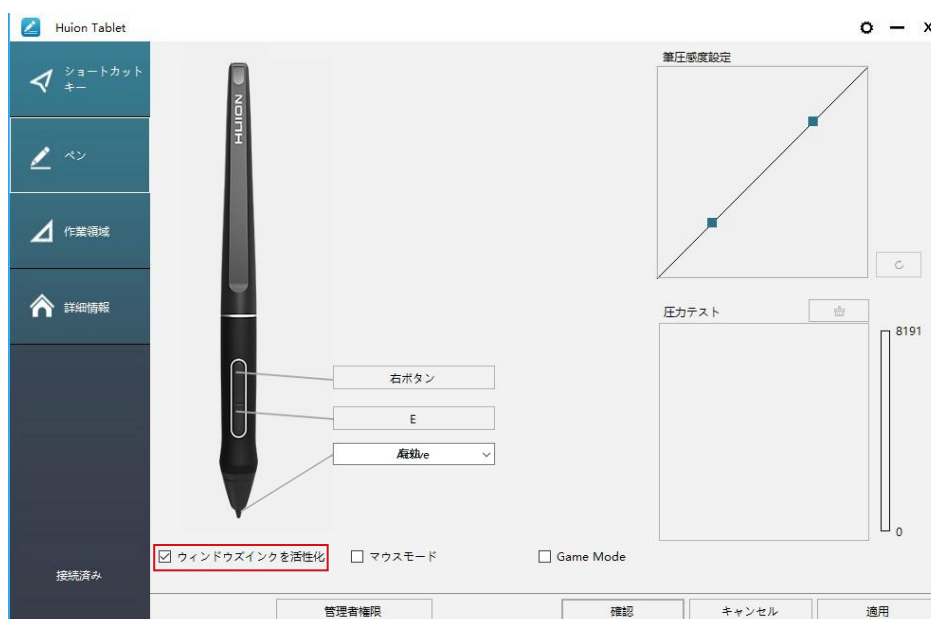 Huion Tablet
X
ショートカット
キー
ペン
作業領域
詳細情報
接続済み
HUION
右ボタン
E
ウィンドウズインクを活性化
マウスモード
Game Mode
筆圧感度設定
圧力テスト
8191
0
管理者権限
確認
キャンセル
適用